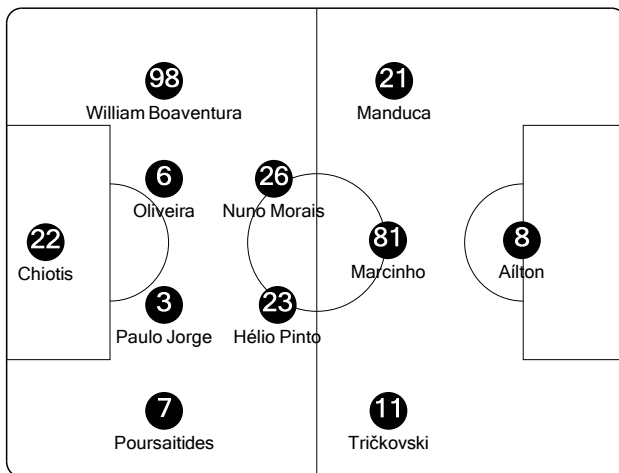 98
William Boaventura
21
Manduca
6
Oliveira
26
Nuno Morais
22
Chiotis
81
Marcinho
8
Aílton
3
Paulo Jorge
23
Hélio Pinto
7
Poursaitides
11
Tričkovski